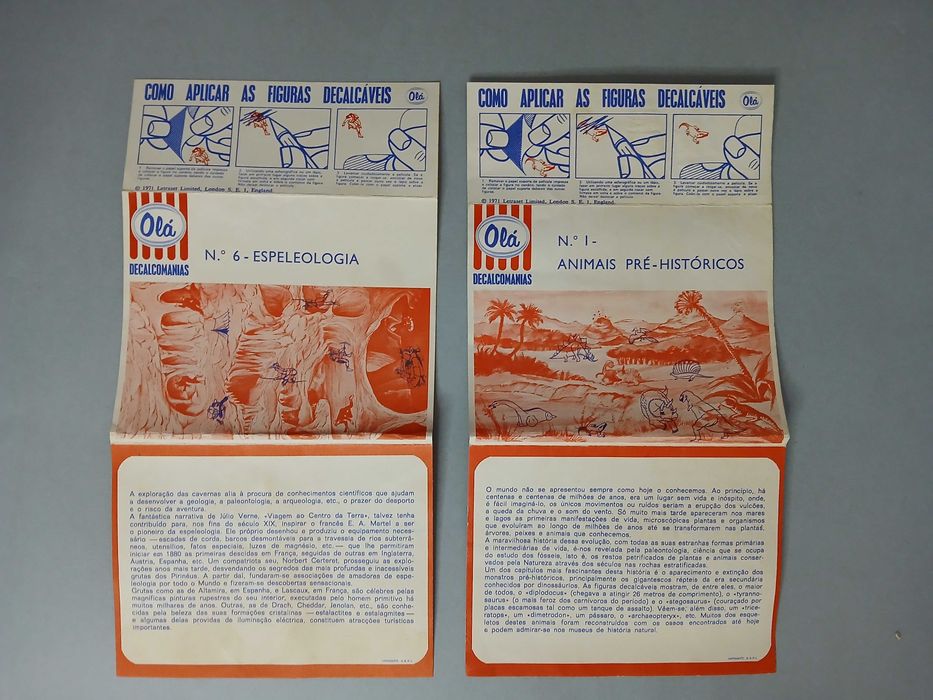 COMO APLICAR AS FIGURAS DECALCÁVEIS
Olá
© 1971 Letraset Limited, London S. E. 1, England
Olá
DECALCOMANIAS
N.º 6 - ESPELEOLOGIA
A exploração das cavernas alia à procura de conhecimentos científicos que ajudam
a desenvolver a geologia, a paleontologia, a arqueologia, etc., o prazer do desporto
e o risco da aventura.
A fantástica narrativa de Júlio Verne, «Viagem ao Centro da Terra», talvez tenha
contribuído para, nos fins do século XIX, inspirar o francês E. A. Martel a ser
o pioneiro da espeleologia. Ele próprio desenhou e produziu o equipamento neces-
sário — escadas de corda, barcos desmontáveis para a travessia de rios subterrâ-
neos, utensílios, fatos especiais, luzes de magnésio, etc. — que lhe permitiram
iniciar em 1880 as primeiras descidas em França, seguidas de outras em Inglaterra,
Áustria, Espanha, etc. Um compatriota seu, Norbert Carteret, prosseguiu as explo-
rações anos mais tarde, desvendando os segredos das mais profundas e inacessíveis
grutas dos Pirinéus. A partir daí, fundaram-se associações de amadores de espe-
leologia por todo o Mundo e fizeram-se descobertas sensacionais.
Grutas como as de Altamira, em Espanha, e Lascaux, em França, são célebres pelas
magníficas pinturas rupestres do seu interior, executadas pelo homem primitivo há
muitos milhares de anos. Outras, as de Drach, Cheddar, Jenolan, etc., são conhe-
cidas pela beleza das suas formações cristalinas — estalactites e estalagmites —
e algumas delas providas de iluminação eléctrica, constituem atracções turísticas
importantes.
COMO APLICAR AS FIGURAS DECALCÁVEIS
Olá
© 1971 Letraset Limited, London S. E. 1, England
Olá
DECALCOMANIAS
N.º 1 -
ANIMAIS PRÉ-HISTÓRICOS
O mundo não se apresentou sempre como hoje o conhecemos. Ao princípio, há
centenas e centenas de milhões de anos, era um lugar sem vida e inóspito, onde,
é fácil imaginá-lo, os únicos movimentos ou ruídos seriam a erupção dos vulcões,
a queda da chuva e o som do vento. Só muito mais tarde apareceram nos mares
e lagos as primeiras manifestações de vida, microscópicas plantas e organismos
que evoluíram ao longo de milhões de anos até se transformarem nas plantas,
árvores, peixes e animais que conhecemos.
A maravilhosa história dessa evolução, com todas as suas estranhas formas primárias
e intermediárias de vida, é-nos revelada pela paleontologia, ciência que se ocupa
do estudo dos fósseis, isto é, os restos petrificados de plantas e animais conser-
vados pela Natureza através dos séculos nas rochas estratificadas.
Um dos capítulos mais fascinantes desta história é o aparecimento e extinção dos
monstros pré-históricos, principalmente os gigantescos répteis da era secundária
conhecidos por dinosáurios. As figuras decalcáveis mostram, de entre eles, o maior
de todos, o «diplodocus» (chegava a atingir 26 metros de comprimento), o «tyranno-
saurus» (o mais feroz dos carnívoros do período) e o «stegosaurus» (couraçado por
placas escamosas tal como um tanque de assalto). Vêem-se, além disso, um «trice-
ratops», um «dimetrodon», um pássaro, o «archaeopteryx», etc. Muitos dos esque-
letos destes animais foram reconstruídos com os ossos encontrados até hoje
e podem admirar-se nos museus de história natural.